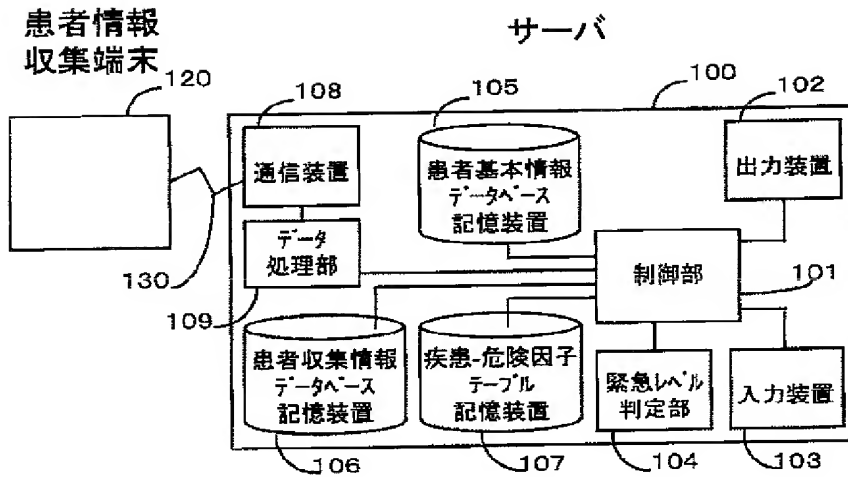 患者情報
収集端末
サーバ
120
108
105
100
102
通信装置
患者基本情報
データベース
記憶装置
出力装置
データ
処理部
制御部
130
101
109
患者収集情報
データベース
記憶装置
疾患-危険因子
テーブル
記憶装置
緊急レベル
判定部
入力装置
106
107
104
103